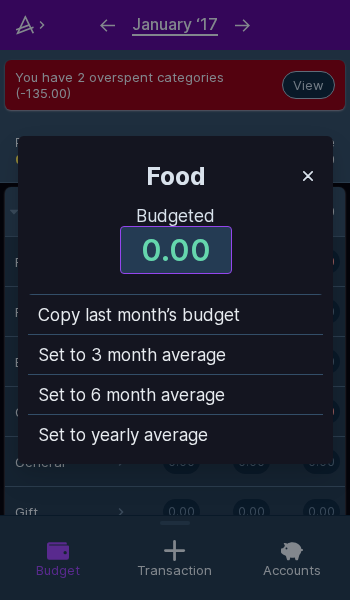 January ‘17
You have 2 overspent categories
(-135.00)
View
Food
Budgeted
0.00
Copy last month’s budget
Set to 3 month average
Set to 6 month average
Set to yearly average
General 0.00 0.00 0.00
Gift 0.00 0.00 0.00
Budget Transaction Accounts